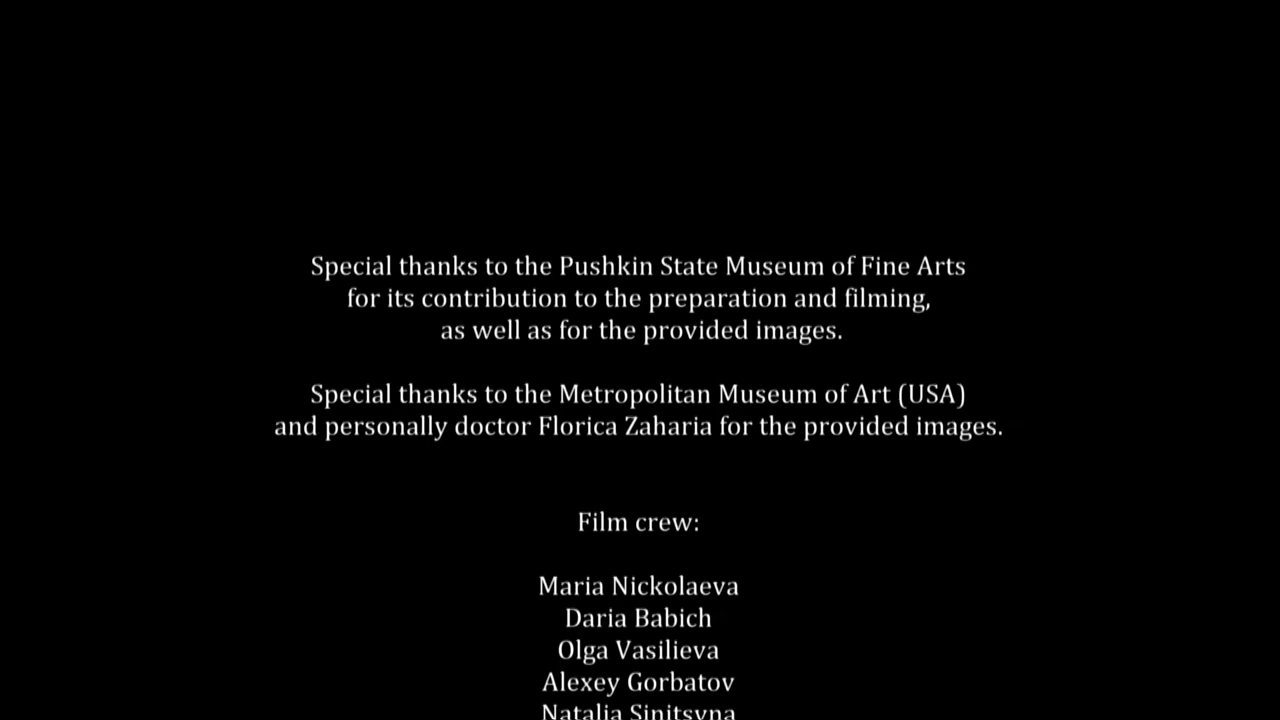 Special thanks to the Pushkin State Museum of Fine Arts
for its contribution to the preparation and filming,
as well as for the provided images.
Special thanks to the Metropolitan Museum of Art (USA)
and personally doctor Florica Zaharia for the provided images.
Film crew:
Maria Nickolaeva
Daria Babich
Olga Vasilieva
Alexey Gorbatov
Natalia Sinitsyna